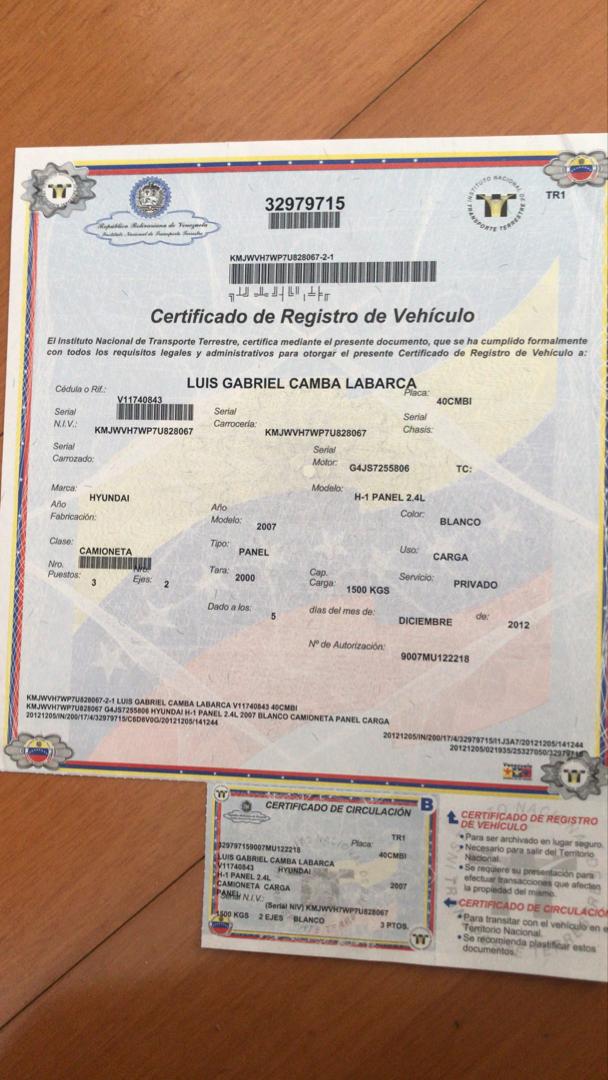 32979715
TR1
República Bolivariana de Venezuela
Instituto Nacional de Transporte Terrestre
INSTITUTO NACIONAL DE TRANSPORTE TERRESTRE
KMJWVH7WP7U828067-2-1
Certificado de Registro de Vehículo
El Instituto Nacional de Transporte Terrestre, certifica mediante el presente documento, que se ha cumplido formalmente
con todos los requisitos legales y administrativos para otorgar el presente Certificado de Registro de Vehículo a:
LUIS GABRIEL CAMBA LABARCA
Cédula o Rif.: V11740843 Placa: 40CMBI
Serial N.I.V.: KMJWVH7WP7U828067 Serial Carrocería: KMJWVH7WP7U828067 Serial Chasis:
Serial Carrozado: Serial Motor: G4JS7255806 TC:
Marca: HYUNDAI Modelo: H-1 PANEL 2.4L
Año Fabricación: Año Modelo: 2007 Color: BLANCO
Clase: CAMIONETA Tipo: PANEL Uso: CARGA
Nro. Puestos: 3 Nro. Ejes: 2 Tara: 2000 Cap. Carga: 1500 KGS Servicio: PRIVADO
Dado a los: 5 días del mes de: DICIEMBRE de: 2012
Nº de Autorización: 9007MU122218
KMJWVH7WP7U828067-2-1 LUIS GABRIEL CAMBA LABARCA V11740843 40CMBI
KMJWVH7WP7U828067 G4JS7255806 HYUNDAI H-1 PANEL 2.4L 2007 BLANCO CAMIONETA PANEL CARGA
20121205/IN/200/17/4/32979715/C6D8V0G/20121205/141244
20121205/IN/200/17/4/32979715/I1J3A7/20121205/141244
20121205/021935/25327050/32979715
Venezuela
CERTIFICADO DE CIRCULACIÓN B
TR1
329797159007MU122218 Placa:
LUIS GABRIEL CAMBA LABARCA 40CMBI
V11740843 HYUNDAI
H-1 PANEL 2.4L
CAMIONETA CARGA 2007
PANEL
Serial N.I.V.:
(Serial NIV) KMJWVH7WP7U828067
1500 KGS 2 EJES BLANCO 3 PTOS.
CERTIFICADO DE REGISTRO
DE VEHÍCULO
• Para ser archivado en lugar seguro.
• Necesario para salir del Territorio
Nacional.
• Se requiere su presentación para
efectuar transacciones que afecten
la propiedad del mismo.
CERTIFICADO DE CIRCULACIÓ
• Para transitar con el vehículo en e
Territorio Nacional.
• Se recomienda plastificar estos
documentos.